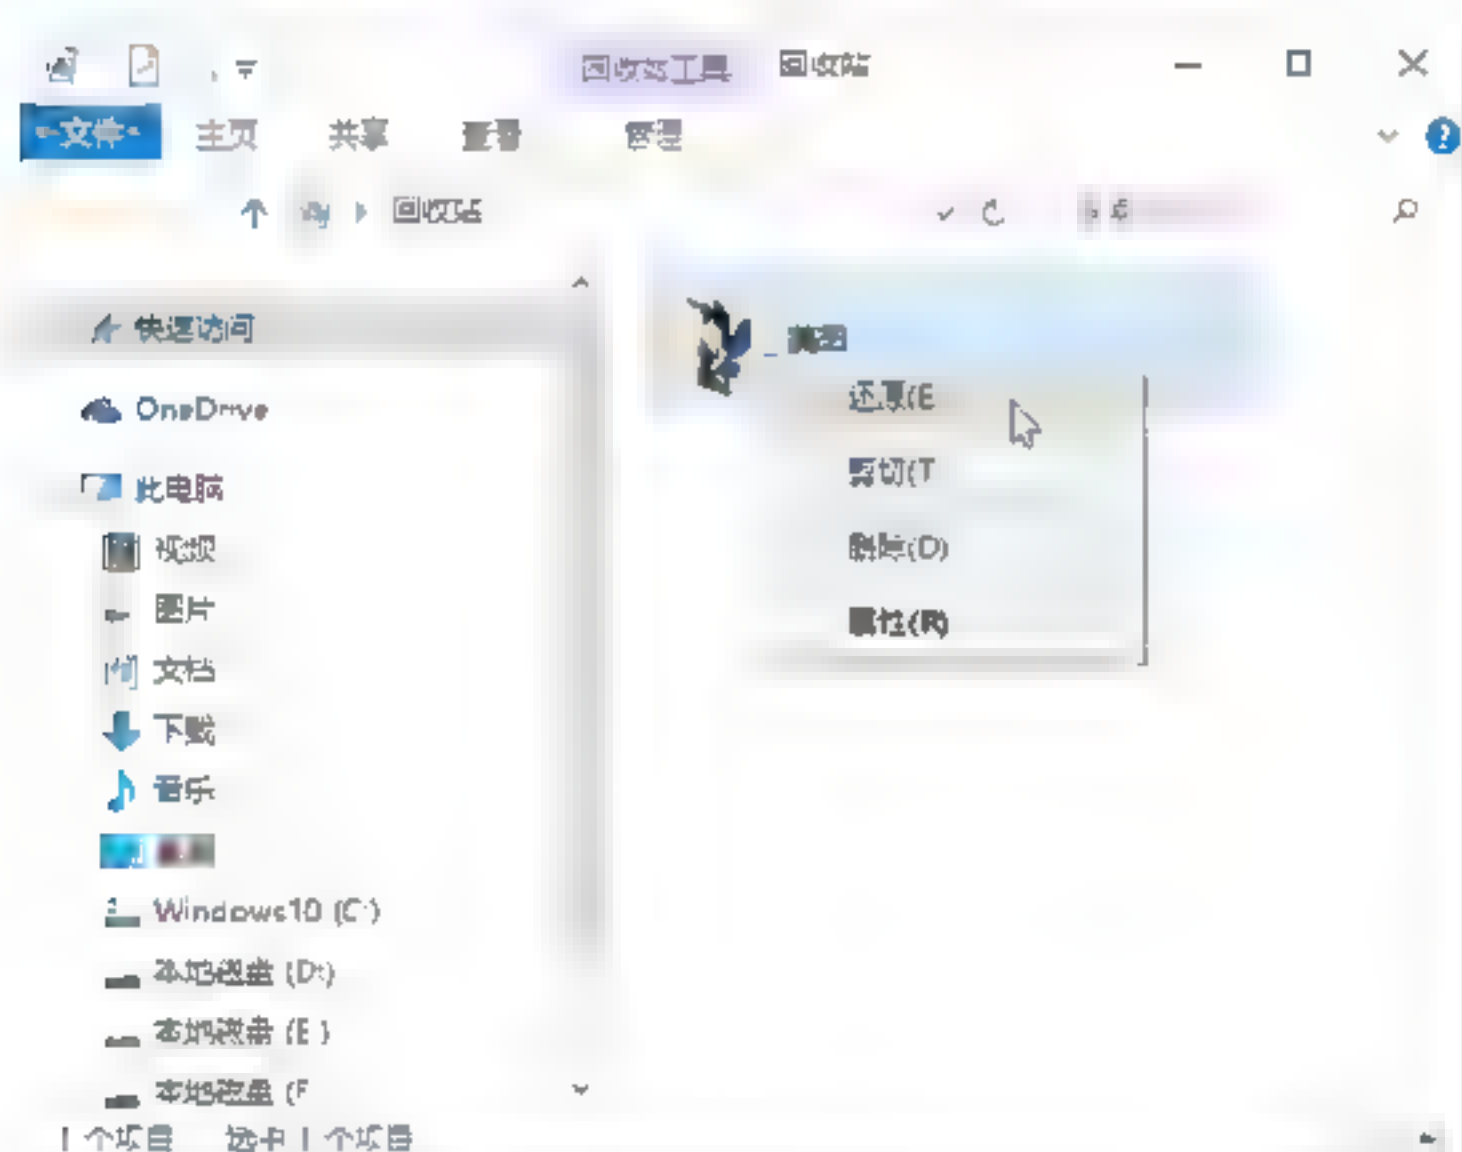 回收站工具 回收站
文件 主页 共享 查看 管理
回收站
快速访问
OneDrive
还原(E
此电脑
剪切(T
视频
删除(D)
图片
属性(R)
文档
下载
音乐
Windows10 (C:)
本地磁盘 (D:)
本地磁盘 (E:)
本地磁盘 (F
1 个项目 选中 1 个项目